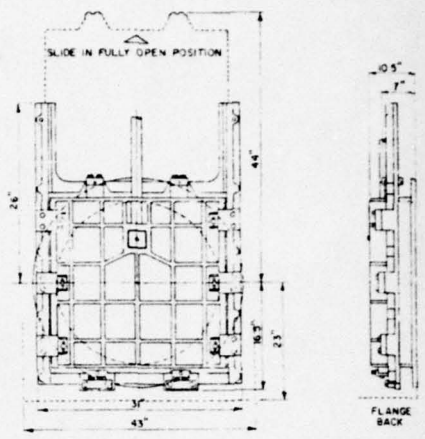 SLIDE IN FULLY OPEN POSITION
10.5"
7"
26"
44"
16.5"
23"
31"
43"
FLANGE
BACK